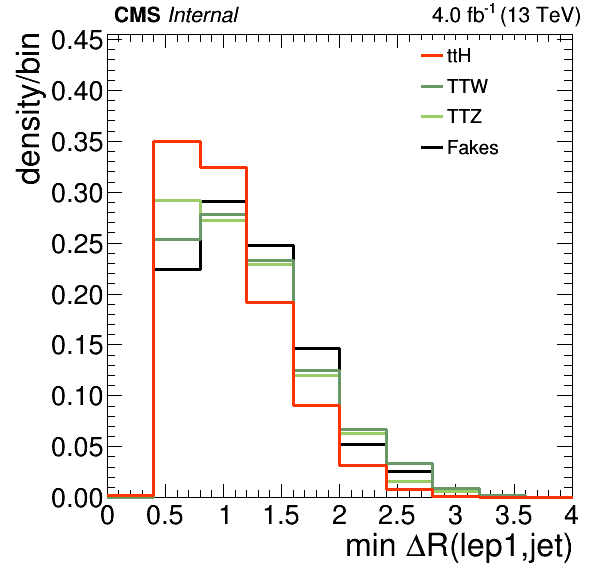 CMS Internal 4.0 fb-1 (13 TeV)
density/bin
0.45
0.40
0.35
0.30
0.25
0.20
0.15
0.10
0.05
0.00
ttH
TTW
TTZ
Fakes
0 0.5 1 1.5 2 2.5 3 3.5 4
min ΔR(lep1,jet)